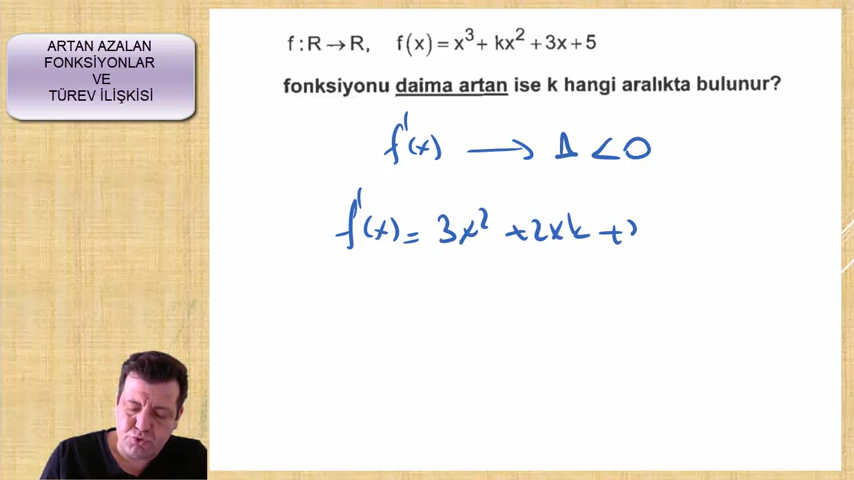 ARTAN AZALAN
FONKSİYONLAR
VE
TÜREV İLİŞKİSİ
f : R → R, f(x) = x³ + kx² + 3x + 5
fonksiyonu daima artan ise k hangi aralıkta bulunur?
f'(x) ⟶ Δ < 0
f'(x) = 3x² + 2xk +